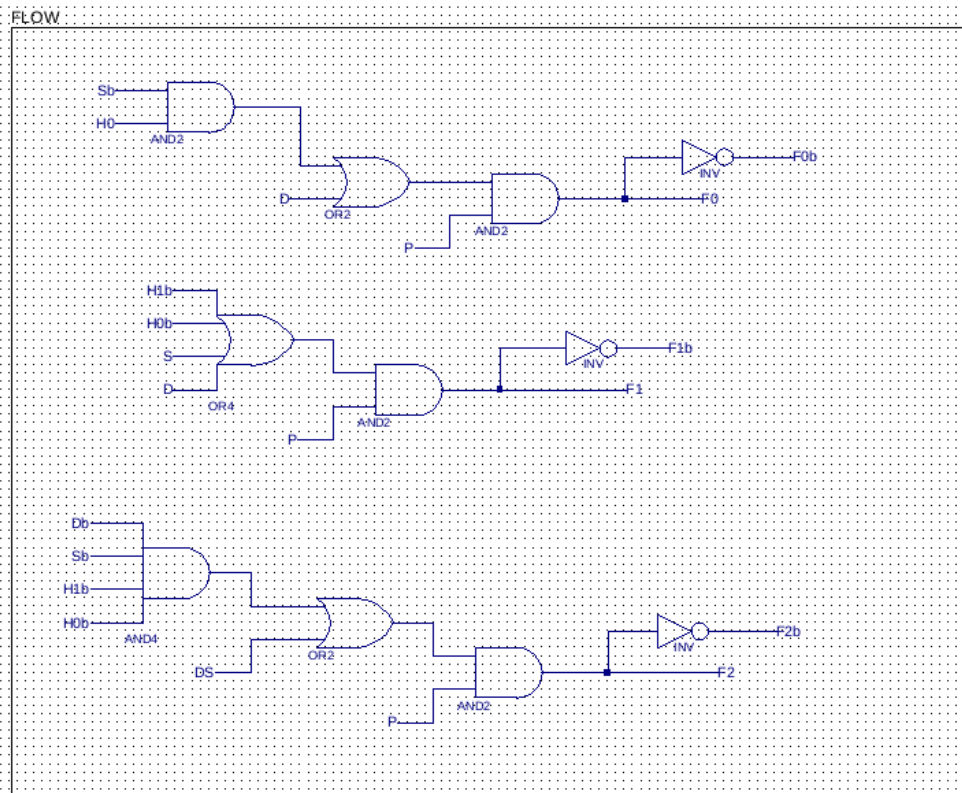 FLOW
Sb
H0
AND2
D
OR2
P
AND2
INV
F0b
F0
H1b
H0b
S
D
OR4
P
AND2
INV
F1b
F1
Db
Sb
H1b
H0b
AND4
DS
OR2
P
AND2
INV
F2b
F2